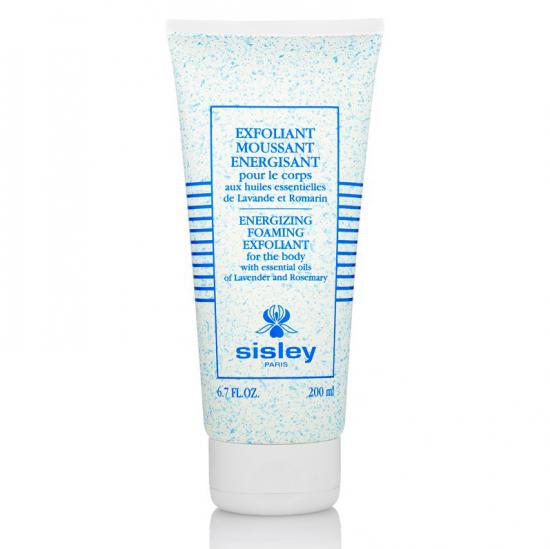 EXFOLIANT
MOUSSANT
ENERGISANT
pour le corps
aux huiles essentielles
de Lavande et Romarin
ENERGIZING
FOAMING
EXFOLIANT
for the body
with essential oils
of Lavender and Rosemary
sisley
PARIS
6.7 FL.OZ. 200 ml